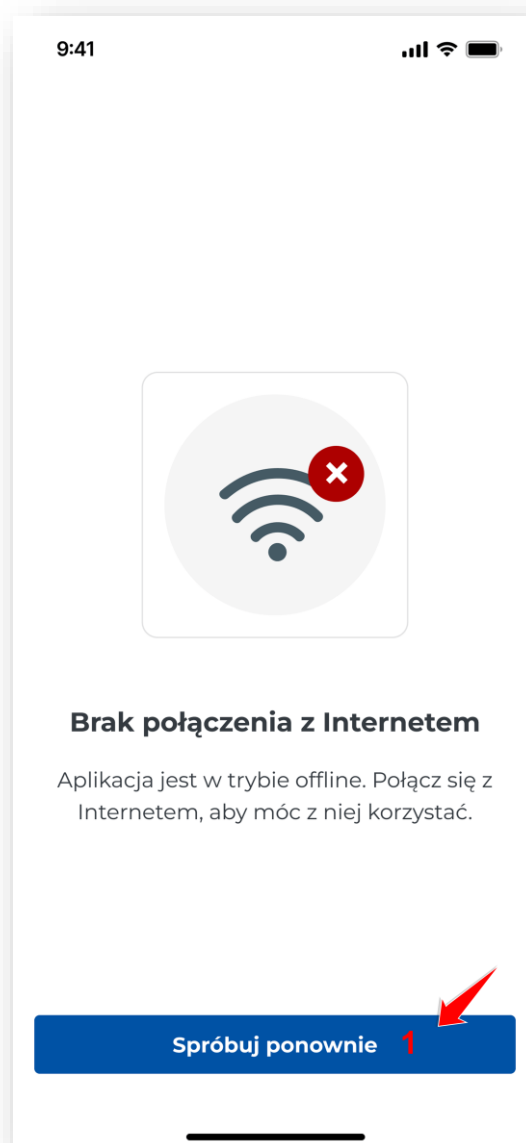 9:41
Brak połączenia z Internetem
Aplikacja jest w trybie offline. Połącz się z
Internetem, aby móc z niej korzystać.
Spróbuj ponownie 1